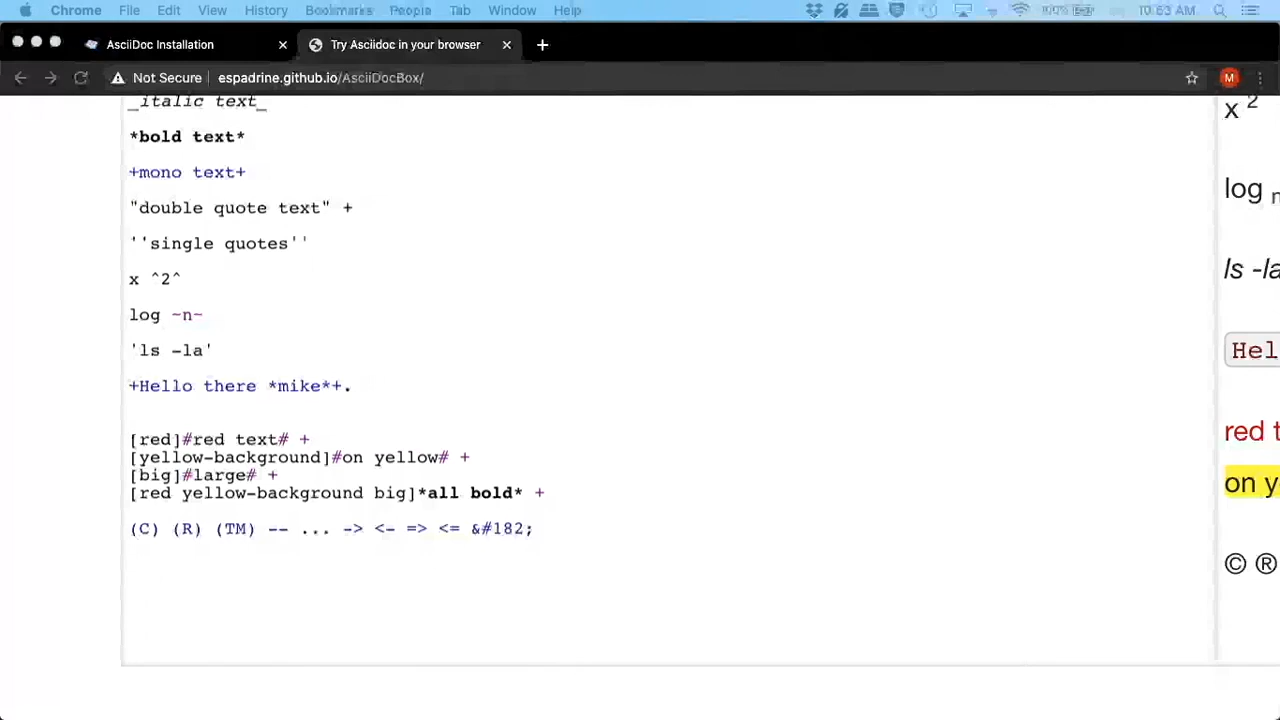 Chrome File Edit View History Bookmarks People Tab Window Help 10:53 AM
AsciiDoc Installation
Try Asciidoc in your browser
Not Secure espadrine.github.io/AsciiDocBox/
M
_italic text_
*bold text*
+mono text+
"double quote text" +
''single quotes''
x ^2^
log ~n~
'ls -la'
+Hello there *mike*+.
[red]#red text# +
[yellow-background]#on yellow# +
[big]#large# +
[red yellow-background big]*all bold* +
(C) (R) (TM) -- ... -> <- => <= &#182;
x 2
log n
ls -la
Hel
red t
on y
© ®